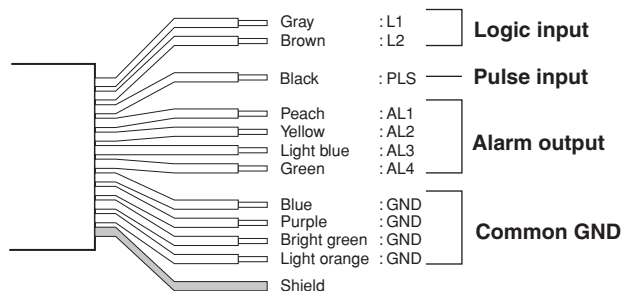 Gray : L1
Brown : L2
Logic input
Black : PLS
Pulse input
Peach : AL1
Yellow : AL2
Light blue : AL3
Green : AL4
Alarm output
Blue : GND
Purple : GND
Bright green : GND
Light orange : GND
Common GND
Shield